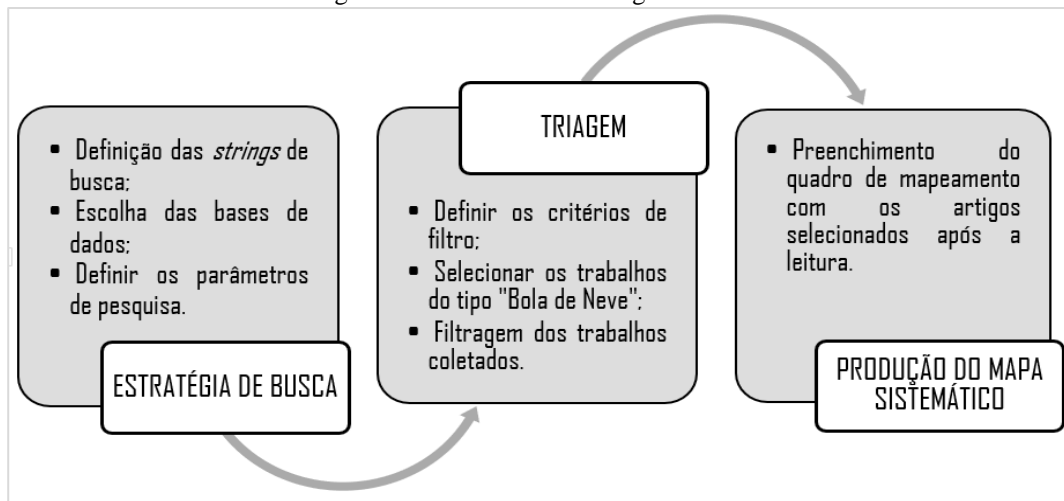 ▪ Definição das strings de
busca;
▪ Escolha das bases de
dados;
▪ Definir os parâmetros
de pesquisa.
ESTRATÉGIA DE BUSCA
TRIAGEM
▪ Definir os critérios de
filtro;
▪ Selecionar os trabalhos
do tipo "Bola de Neve";
▪ Filtragem dos trabalhos
coletados.
▪ Preenchimento do
quadro de mapeamento
com os artigos
selecionados após a
leitura.
PRODUÇÃO DO MAPA
SISTEMÁTICO